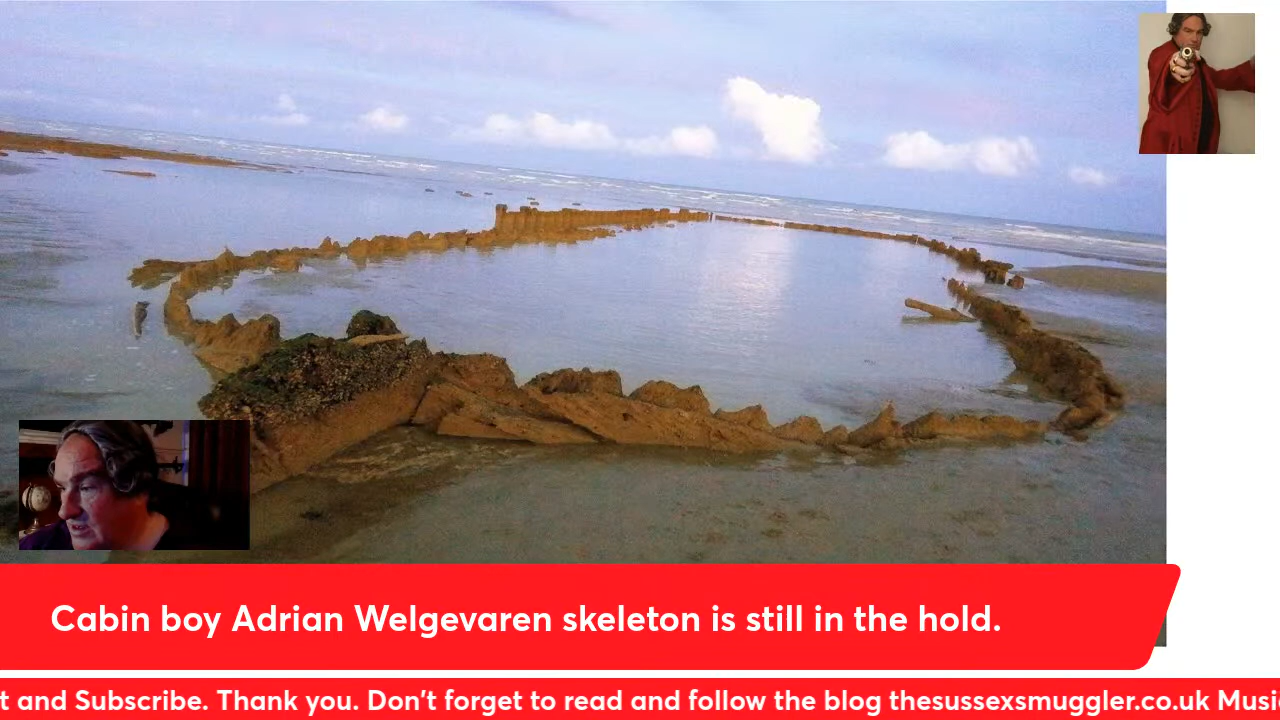 Cabin boy Adrian Welgevaren skeleton is still in the hold.
t and Subscribe. Thank you. Don't forget to read and follow the blog thesussexsmuggler.co.uk Musi